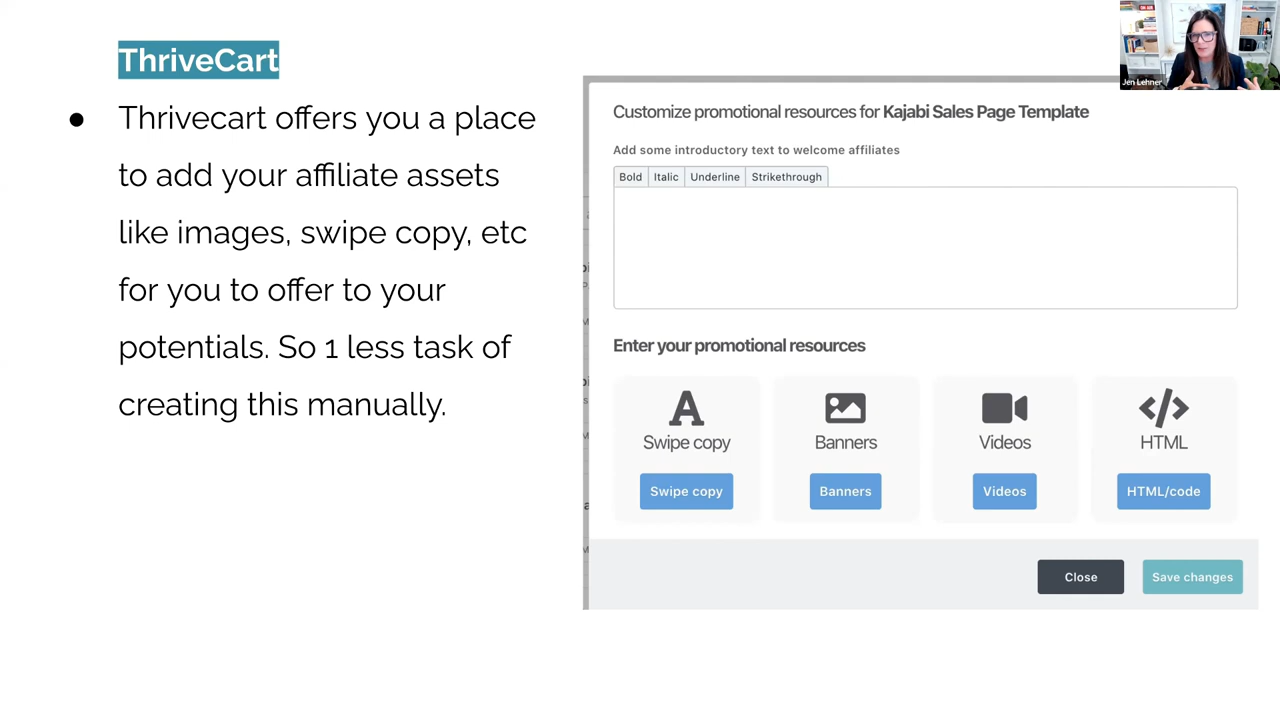 ThriveCart
● Thrivecart offers you a place
to add your affiliate assets
like images, swipe copy, etc
for you to offer to your
potentials. So 1 less task of
creating this manually.
Jen Lehner
Customize promotional resources for Kajabi Sales Page Template
Add some introductory text to welcome affiliates
Bold Italic Underline Strikethrough
Enter your promotional resources
Swipe copy Banners Videos HTML
Swipe copy Banners Videos HTML/code
Close Save changes